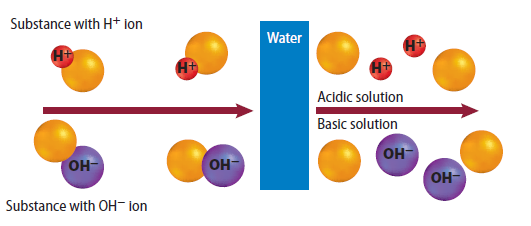 Substance with H⁺ ion
H+
H+
Water
H+
H+
Acidic solution
Basic solution
OH⁻
OH⁻
OH⁻
OH⁻
Substance with OH⁻ ion